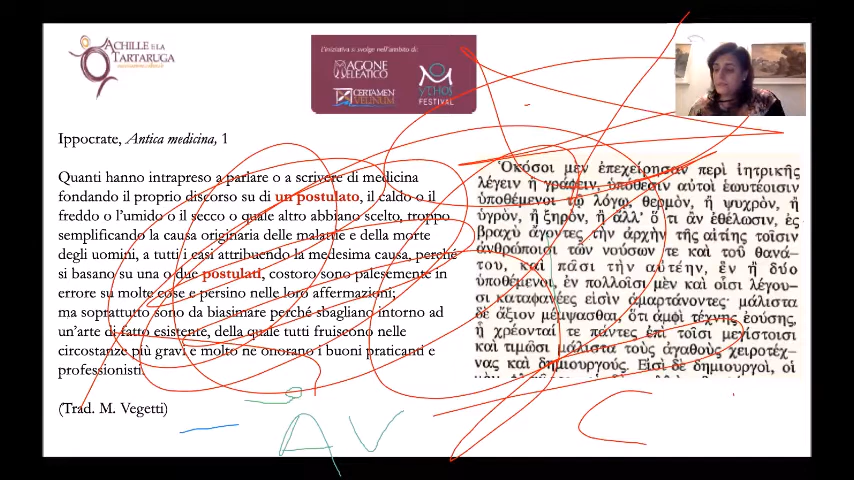 ACHILLE E LA
TARTARUGA
L'iniziativa si svolge nell'ambito di:
MAGONE
VELEATICO
CERTAMEN
VELINUM
MYTHOS
FESTIVAL
Ippocrate, Antica medicina, 1
Quanti hanno intrapreso a parlare o a scrivere di medicina
fondando il proprio discorso su di un postulato, il caldo o il
freddo o l'umido o il secco o quale altro abbiano scelto, troppo
semplificando la causa originaria delle malattie e della morte
degli uomini, a tutti i casi attribuendo la medesima causa, perché
si basano su una o due postulati, costoro sono palesemente in
errore su molte cose e persino nelle loro affermazioni;
ma soprattutto sono da biasimare perché sbagliano intorno ad
un'arte di fatto esistente, della quale tutti fruiscono nelle
circostanze più gravi e molto ne onorano i buoni praticanti e
professionisti.
(Trad. M. Vegetti)
Ὁκόσοι μὲν ἐπεχείρησαν περὶ ἰητρικῆς
λέγειν ἢ γράφειν, ὑπόθεσιν αὐτοὶ ἑωυτέοισιν
ὑποθέμενοι τῷ λόγῳ, θερμὸν, ἢ ψυχρὸν, ἢ
ὑγρὸν, ἢ ξηρὸν, ἢ ἄλλ' ὅ τι ἂν ἐθέλωσιν, ἐς
βραχὺ ἄγοντες τὴν ἀρχὴν τῆς αἰτίης τοῖσιν
ἀνθρώποισι τῶν νούσων τε καὶ τοῦ θανά-
του, καὶ πᾶσι τὴν αὐτέην, ἓν ἢ δύο
ὑποθέμενοι, ἐν πολλοῖσι μὲν καὶ οἷσι λέγου-
σι καταφανέες εἰσὶν ἁμαρτάνοντες· μάλιστα
δὲ ἄξιον μέμψασθαι, ὅτι ἀμφὶ τέχνης ἐούσης,
ᾗ χρέονταί τε πάντες ἐπὶ τοῖσι μεγίστοισι
καὶ τιμῶσι μάλιστα τοὺς ἀγαθοὺς χειροτέχ-
νας καὶ δημιουργούς. Εἰσὶ δὲ δημιουργοὶ, οἱ
AV
C